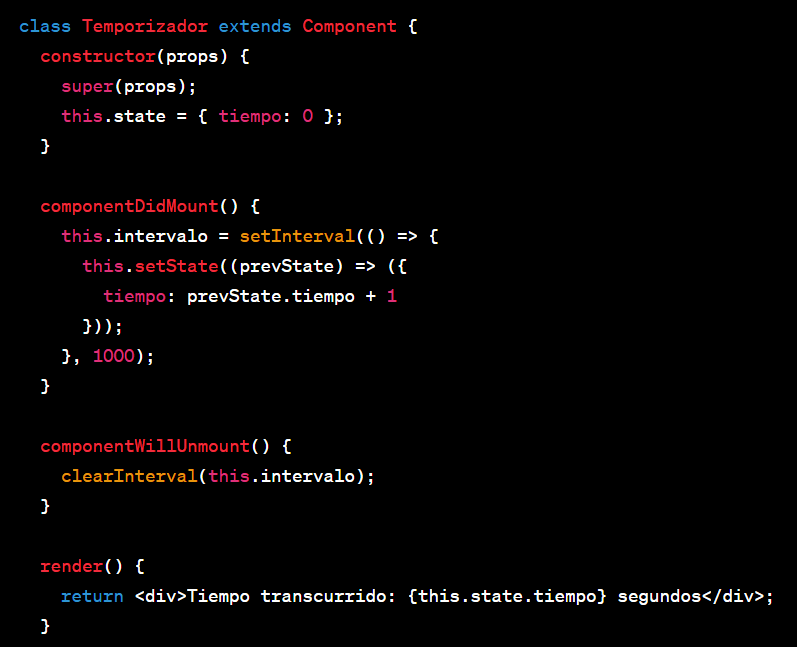 class Temporizador extends Component {
  constructor(props) {
    super(props);
    this.state = { tiempo: 0 };
  }

  componentDidMount() {
    this.intervalo = setInterval(() => {
      this.setState((prevState) => ({
        tiempo: prevState.tiempo + 1
      }));
    }, 1000);
  }

  componentWillUnmount() {
    clearInterval(this.intervalo);
  }

  render() {
    return <div>Tiempo transcurrido: {this.state.tiempo} segundos</div>;
  }